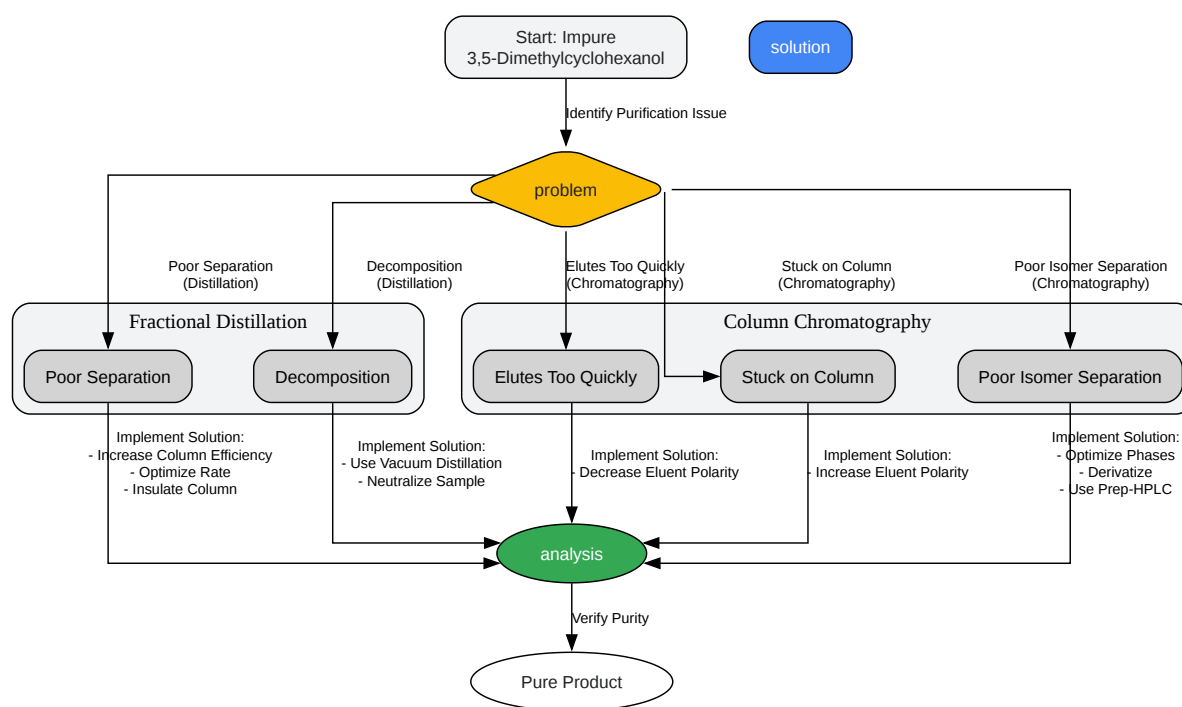 Start: Impure
3,5-Dimethylcyclohexanol
solution
Identify Purification Issue
problem
Poor Separation
(Distillation)
Decomposition
(Distillation)
Elutes Too Quickly
(Chromatography)
Stuck on Column
(Chromatography)
Poor Isomer Separation
(Chromatography)
Fractional Distillation
Column Chromatography
Poor Separation
Decomposition
Elutes Too Quickly
Stuck on Column
Poor Isomer Separation
Implement Solution:
- Increase Column Efficiency
- Optimize Rate
- Insulate Column
Implement Solution:
- Use Vacuum Distillation
- Neutralize Sample
Implement Solution:
- Decrease Eluent Polarity
Implement Solution:
- Increase Eluent Polarity
Implement Solution:
- Optimize Phases
- Derivatize
- Use Prep-HPLC
analysis
Verify Purity
Pure Product